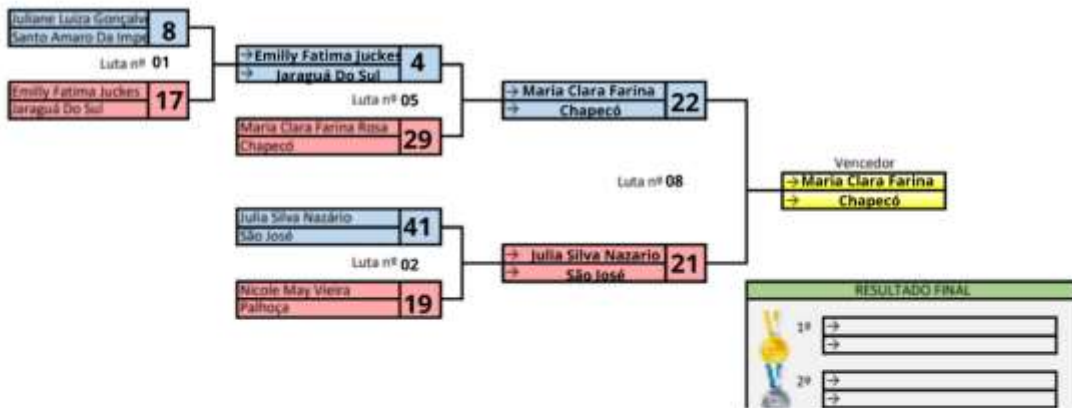 Juliane Luiza Gonçalv
Santo Amaro Da Impe
8
Luta nº 01
Emilly Fatima Juckes
Jaraguá Do Sul
17
→ Emilly Fatima Juckes
→ Jaraguá Do Sul
4
Luta nº 05
Maria Clara Farina Rosa
Chapecó
29
→ Maria Clara Farina
→ Chapecó
22
Luta nº 08
Vencedor
→ Maria Clara Farina
→ Chapecó
Julia Silva Nazário
São José
41
Luta nº 02
Nicole May Vieira
Palhoça
19
→ Julia Silva Nazario
→ São José
21
RESULTADO FINAL
1º →
→
2º →
→